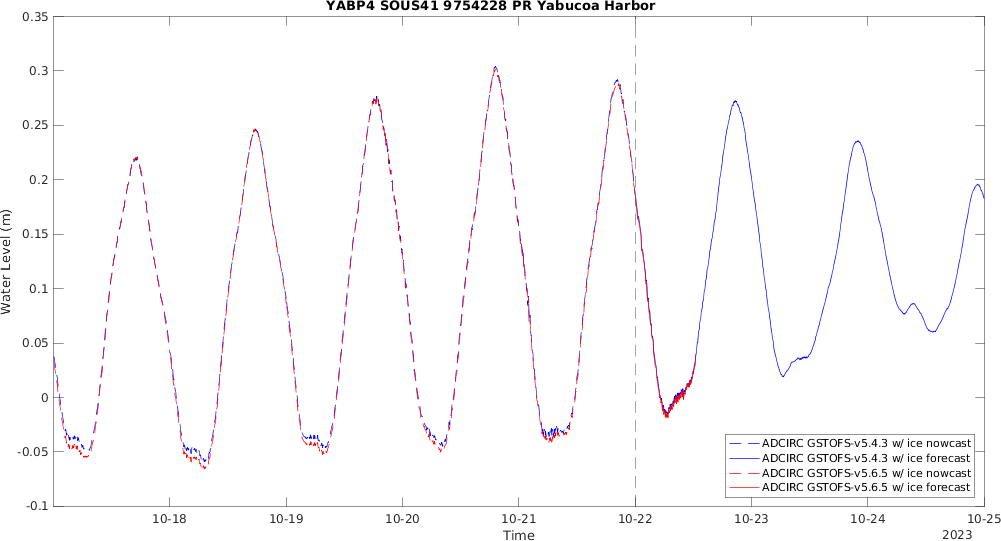 YABP4 SOUS41 9754228 PR Yabucoa Harbor
0.35
0.3
0.25
0.2
0.15
0.1
0.05
0
-0.05
-0.1
Water Level (m)
ADCIRC GSTOFS-v5.4.3 w/ ice nowcast
ADCIRC GSTOFS-v5.4.3 w/ ice forecast
ADCIRC GSTOFS-v5.6.5 w/ ice nowcast
ADCIRC GSTOFS-v5.6.5 w/ ice forecast
10-18 10-19 10-20 10-21 10-22 10-23 10-24 10-25
Time 2023